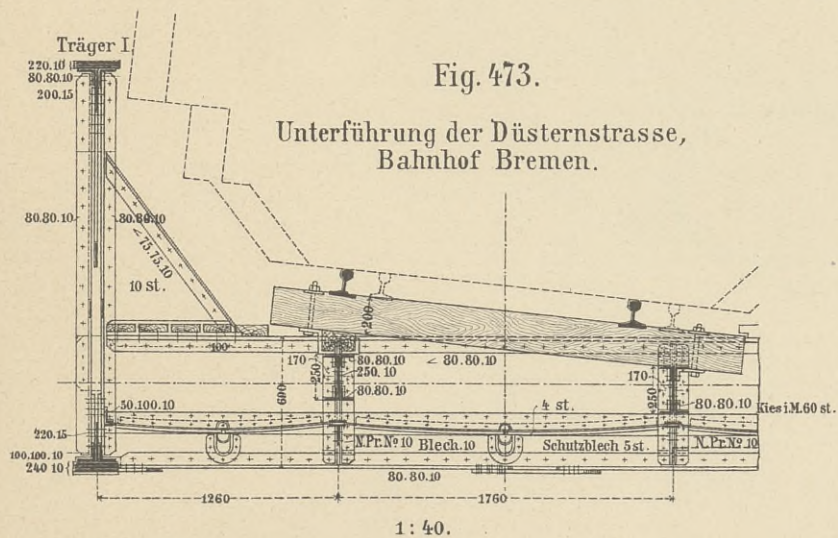 Träger I.
220.10
80.80.10
200.15
Fig. 473.
Unterführung der Düsternstrasse,
Bahnhof Bremen.
80.80.10
80.80.10
∠ 75.75.10
10 st.
200
100
170
250
600
80.80.10
250.10
80.80.10
∠ 80.80.10
170
250
80.80.10
Kies i.M. 60 st.
50.100.10
4 st.
220.15
N.Pr.No 10
Blech.10
Schutzblech 5 st.
N.Pr.No 10
100.100.10
240 10
80.80.10
1260
1760
1:40.